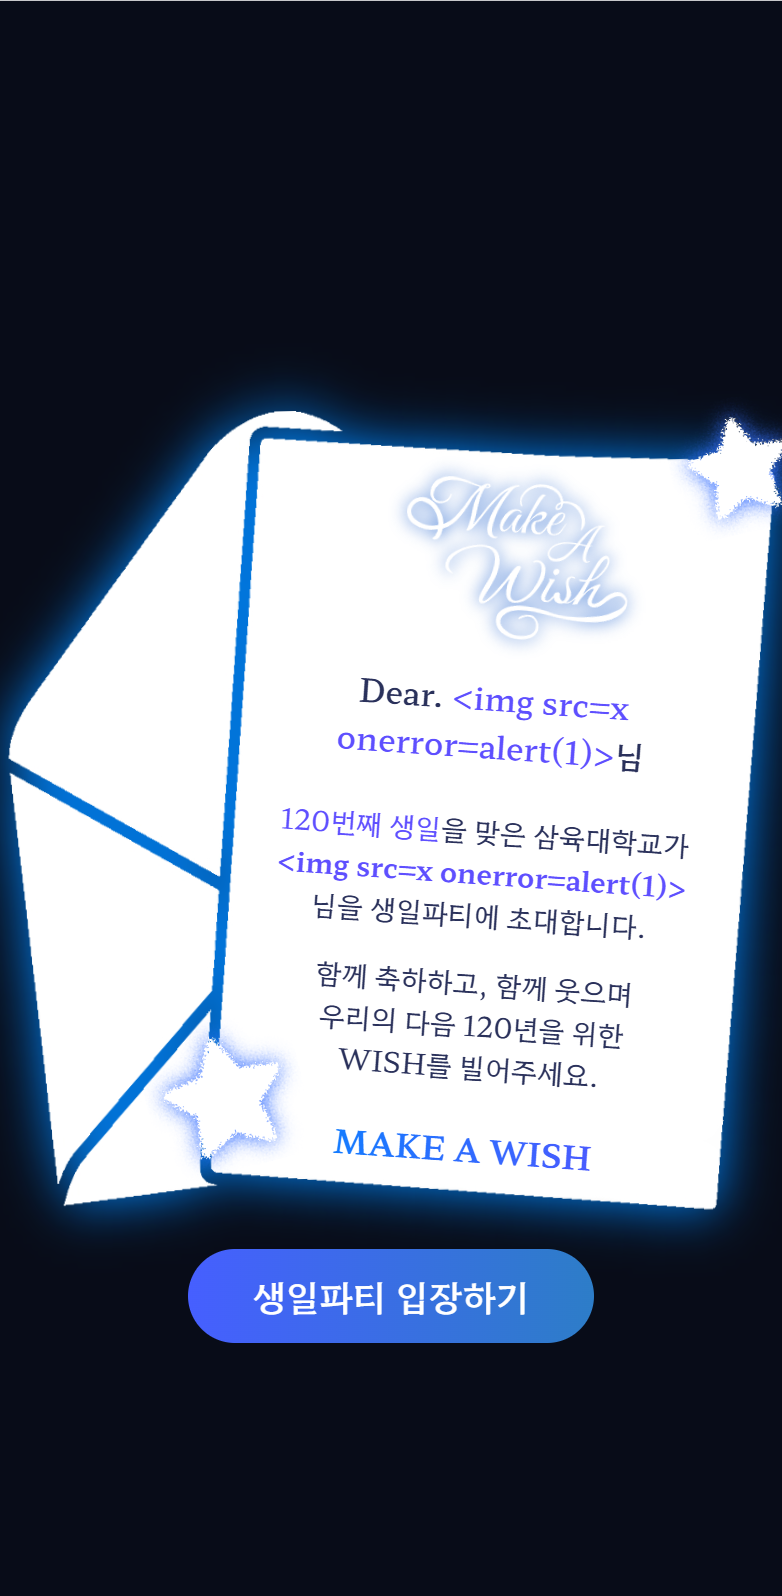 Make
A
Wish
Dear. <img src=x
onerror=alert(1)>님
120번째 생일을 맞은 삼육대학교가
<img src=x onerror=alert(1)>
님을 생일파티에 초대합니다.
함께 축하하고, 함께 웃으며
우리의 다음 120년을 위한
WISH를 빌어주세요.
MAKE A WISH
생일파티 입장하기